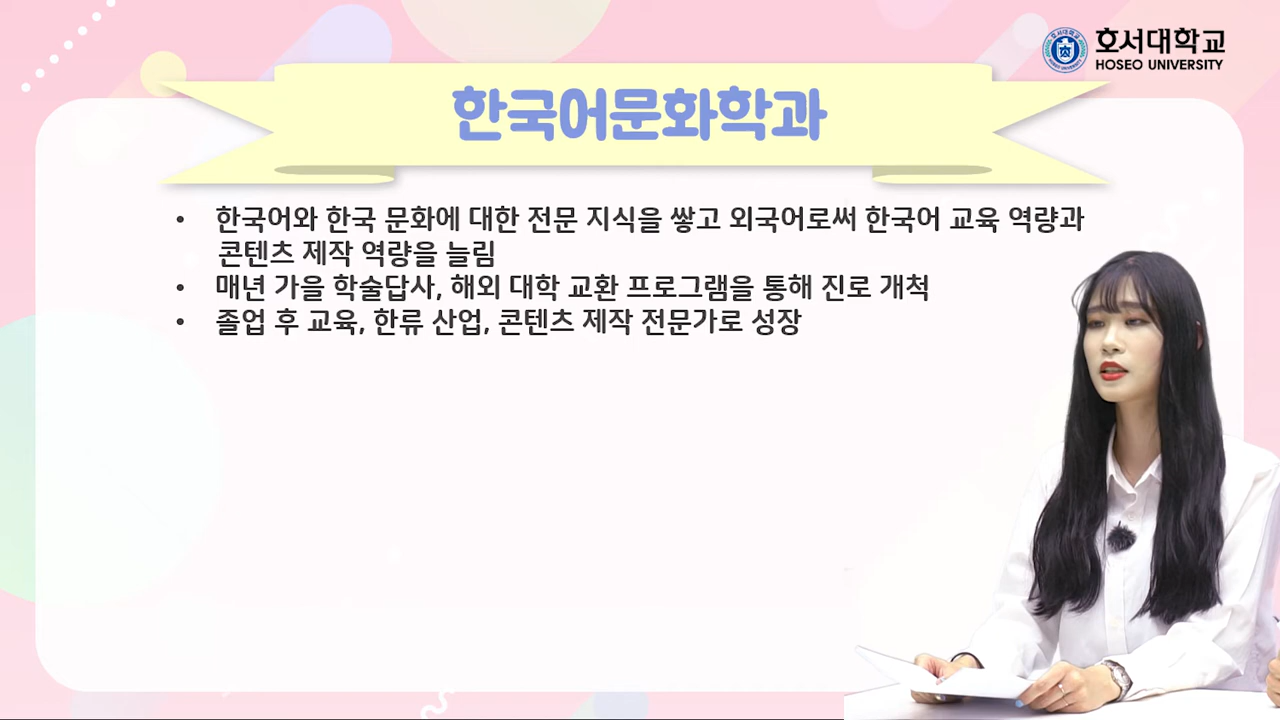 호서대학교
HOSEO UNIVERSITY
한국어문화학과
• 한국어와 한국 문화에 대한 전문 지식을 쌓고 외국어로써 한국어 교육 역량과
콘텐츠 제작 역량을 늘림
• 매년 가을 학술답사, 해외 대학 교환 프로그램을 통해 진로 개척
• 졸업 후 교육, 한류 산업, 콘텐츠 제작 전문가로 성장